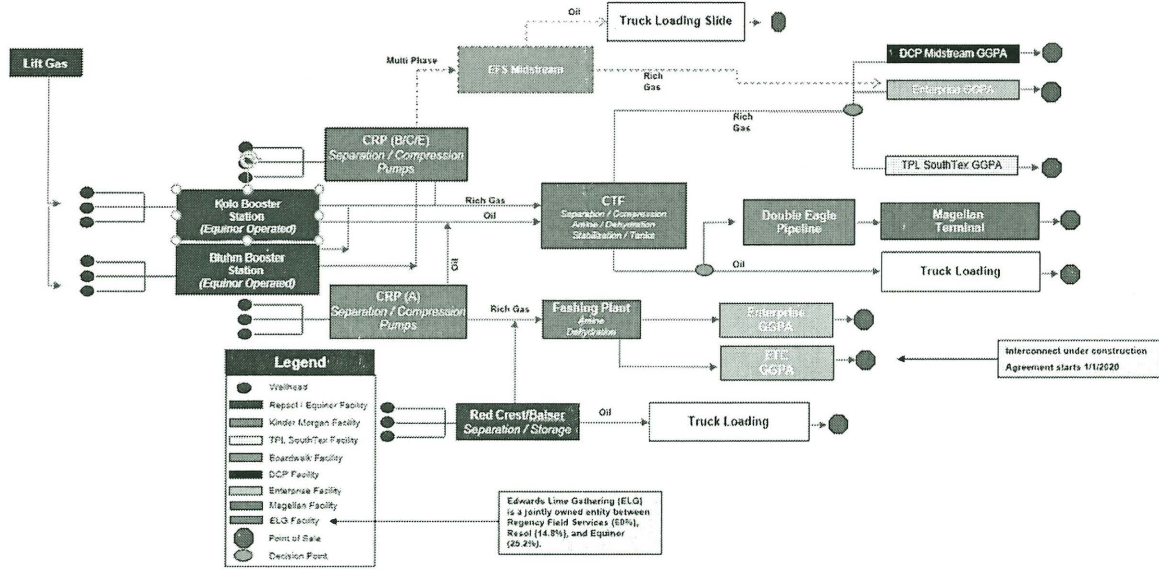 Lift Gas
Oil
Truck Loading Slide
Multi Phase
EFS Midstream
Rich
Gas
DCP Midstream GGPA
Enterprise GGPA
Rich
Gas
TPL SouthTex GGPA
CRP (B/C/E)
Separation / Compression
Pumps
Kolo Booster
Station
(Equinor Operated)
Rich Gas
Oil
CTF
Separation / Compression
Amine / Dehydration
Stabilization / Tanks
Double Eagle
Pipeline
Magellan
Terminal
Bluhm Booster
Station
(Equinor Operated)
Oil
Oil
Truck Loading
CRP (A)
Separation / Compression
Pumps
Rich Gas
Fashing Plant
Amine
Dehydration
Enterprise
GGPA
ETC
GGPA
Interconnect under construction
Agreement starts 1/1/2020
Legend
Wellhead
Repsol / Equinor Facility
Kinder Morgan Facility
TPL SouthTex Facility
Boardwalk Facility
DCP Facility
Enterprise Facility
Magellan Facility
ELG Facility
Point of Sale
Decision Point
Red Crest/Balser
Separation / Storage
Oil
Truck Loading
Edwards Lime Gathering (ELG)
is a jointly owned entity between
Regency Field Services (60%),
Resol (14.8%), and Equinor
(25.2%).